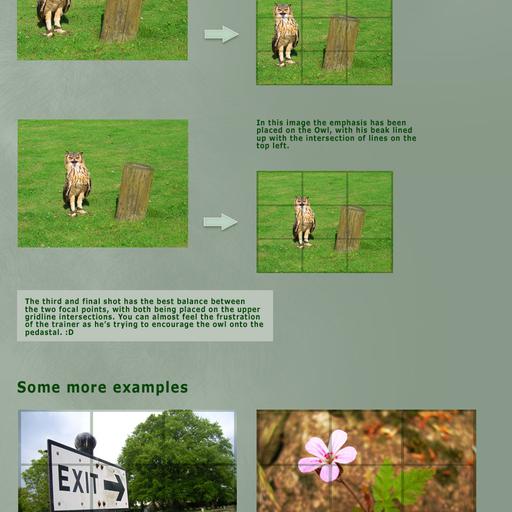 In this image the emphasis has been
placed on the Owl, with his beak lined
up with the intersection of lines on the
top left.
The third and final shot has the best balance between
the two focal points, with both being placed on the upper
gridline intersections. You can almost feel the frustration
of the trainer as he's trying to encourage the owl onto the
pedastal. :D
Some more examples
EXIT